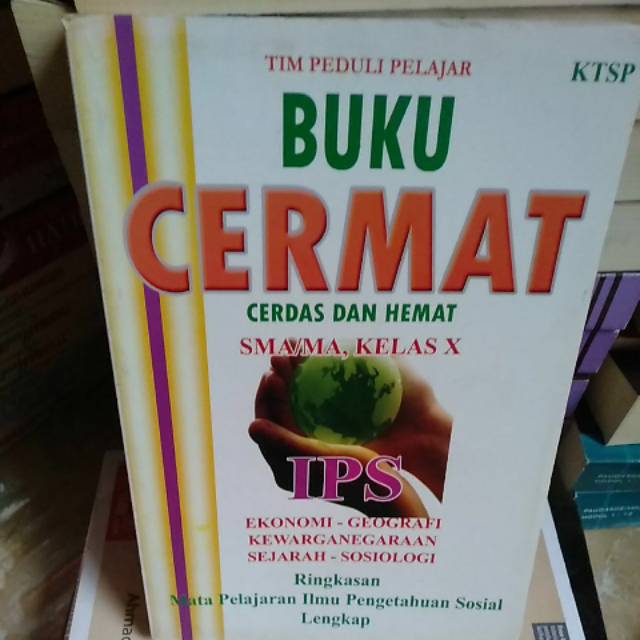 TIM PEDULI PELAJAR
KTSP
BUKU
CERMAT
CERDAS DAN HEMAT
SMA/MA, KELAS X
IPS
EKONOMI - GEOGRAFI
KEWARGANEGARAAN
SEJARAH - SOSIOLOGI
Ringkasan
Mata Pelajaran Ilmu Pengetahuan Sosial
Lengkap